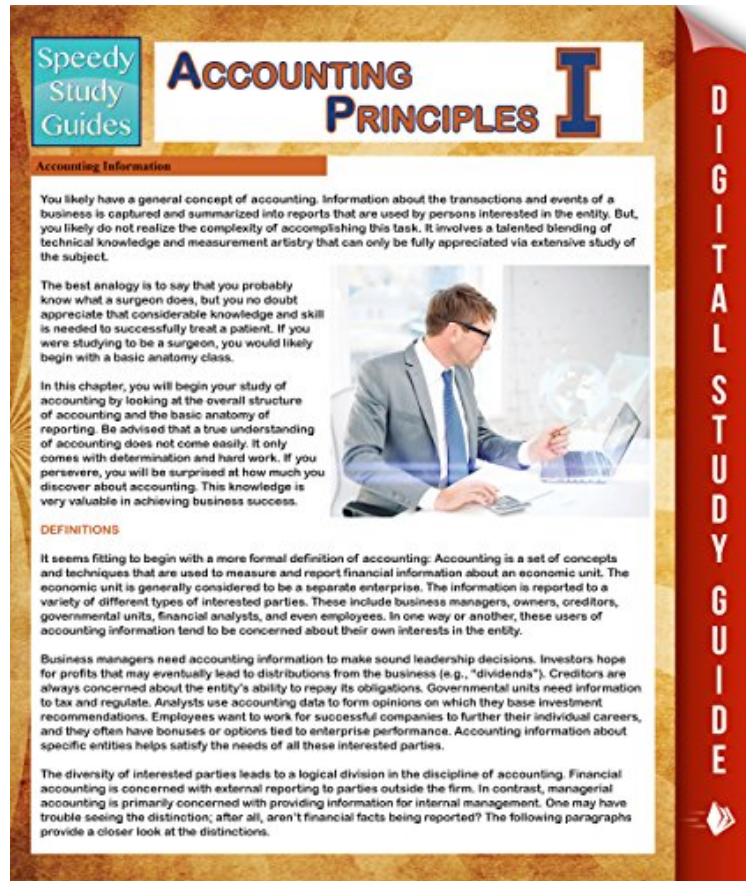 Speedy
Study
Guides
ACCOUNTING
PRINCIPLES I
Accounting Information
You likely have a general concept of accounting. Information about the transactions and events of a
business is captured and summarized into reports that are used by persons interested in the entity. But,
you likely do not realize the complexity of accomplishing this task. It involves a talented blending of
technical knowledge and measurement artistry that can only be fully appreciated via extensive study of
the subject.
The best analogy is to say that you probably
know what a surgeon does, but you no doubt
appreciate that considerable knowledge and skill
is needed to successfully treat a patient. If you
were studying to be a surgeon, you would likely
begin with a basic anatomy class.
In this chapter, you will begin your study of
accounting by looking at the overall structure
of accounting and the basic anatomy of
reporting. Be advised that a true understanding
of accounting does not come easily. It only
comes with determination and hard work. If you
persevere, you will be surprised at how much you
discover about accounting. This knowledge is
very valuable in achieving business success.
DEFINITIONS
It seems fitting to begin with a more formal definition of accounting: Accounting is a set of concepts
and techniques that are used to measure and report financial information about an economic unit. The
economic unit is generally considered to be a separate enterprise. The information is reported to a
variety of different types of interested parties. These include business managers, owners, creditors,
governmental units, financial analysts, and even employees. In one way or another, these users of
accounting information tend to be concerned about their own interests in the entity.
Business managers need accounting information to make sound leadership decisions. Investors hope
for profits that may eventually lead to distributions from the business (e.g., “dividends”). Creditors are
always concerned about the entity’s ability to repay its obligations. Governmental units need information
to tax and regulate. Analysts use accounting data to form opinions on which they base investment
recommendations. Employees want to work for successful companies to further their individual careers,
and they often have bonuses or options tied to enterprise performance. Accounting information about
specific entities helps satisfy the needs of all these interested parties.
The diversity of interested parties leads to a logical division in the discipline of accounting. Financial
accounting is concerned with external reporting to parties outside the firm. In contrast, managerial
accounting is primarily concerned with providing information for internal management. One may have
trouble seeing the distinction; after all, aren’t financial facts being reported? The following paragraphs
provide a closer look at the distinctions.
DIGITAL STUDY GUIDE